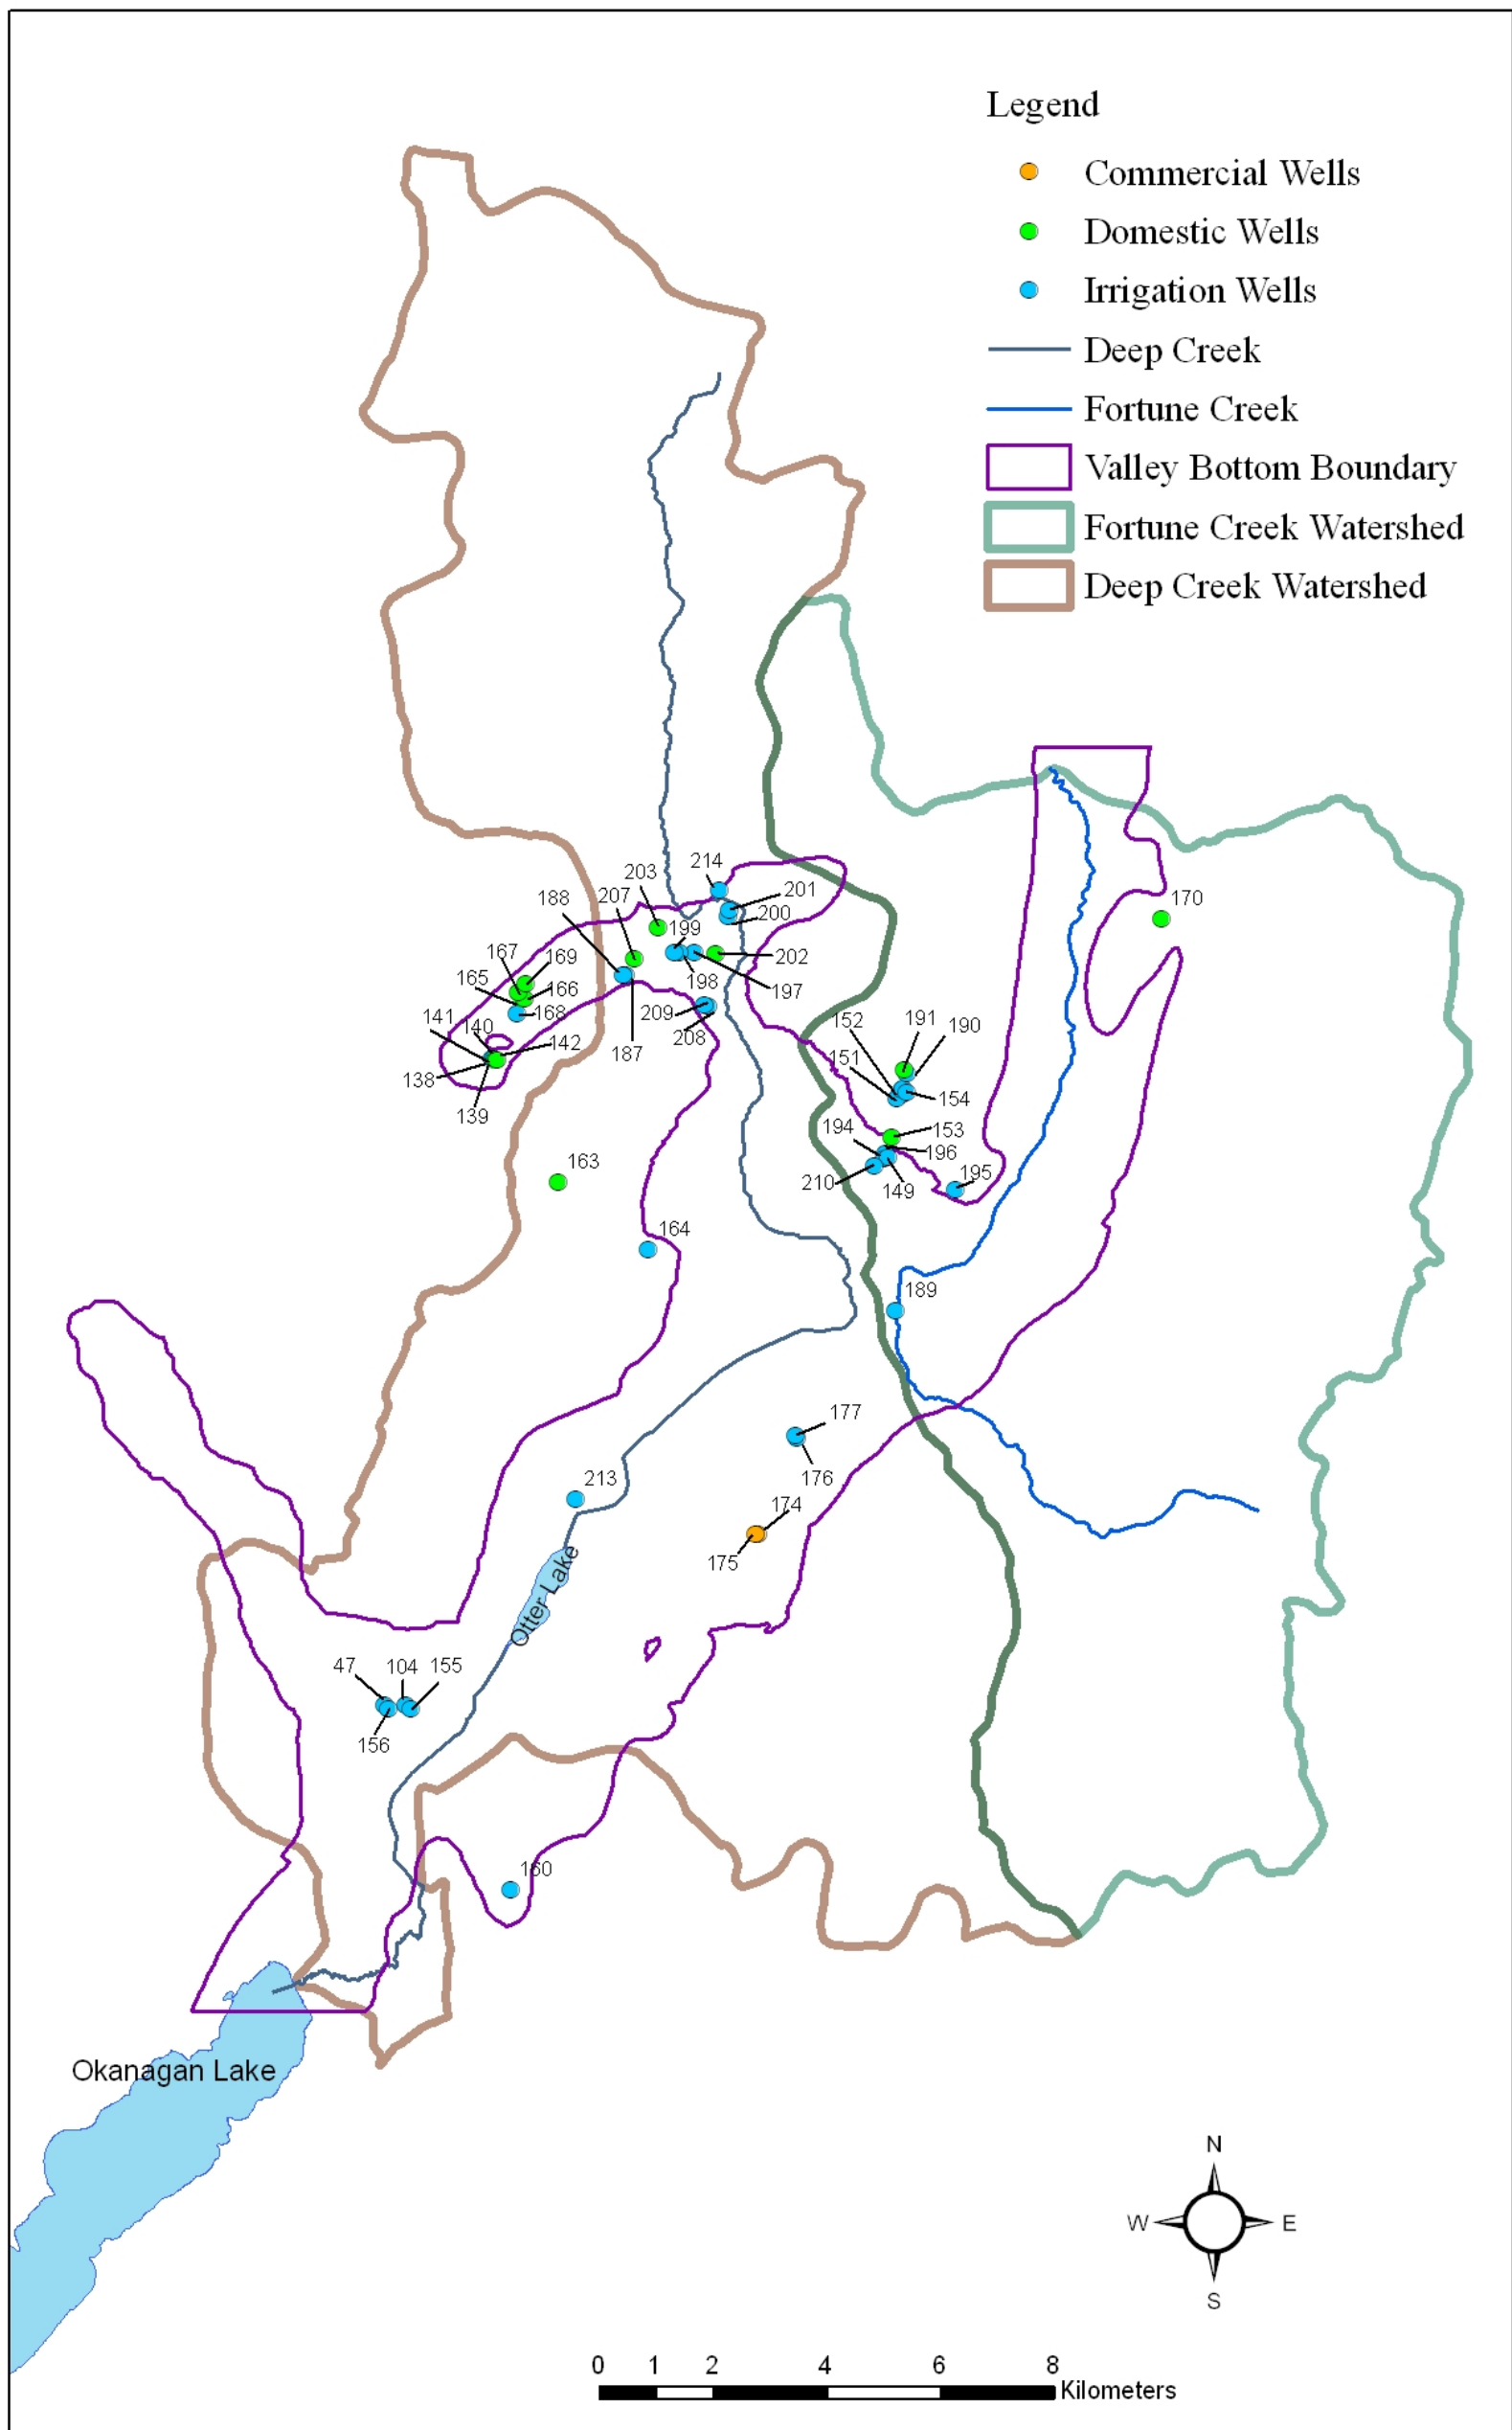 Legend
Commercial Wells
Domestic Wells
Irrigation Wells
Deep Creek
Fortune Creek
Valley Bottom Boundary
Fortune Creek Watershed
Deep Creek Watershed
214
203
201
170
188
207
200
199
167
169
202
165
166
198
197
168
209
141
140
152
191
190
208
142
187
151
138
154
139
194
153
196
163
195
210
149
164
189
177
176
213
174
175
Otter Lake
47
104
155
156
160
Okanagan Lake
N
W
E
S
0 1 2 4 6 8
Kilometers